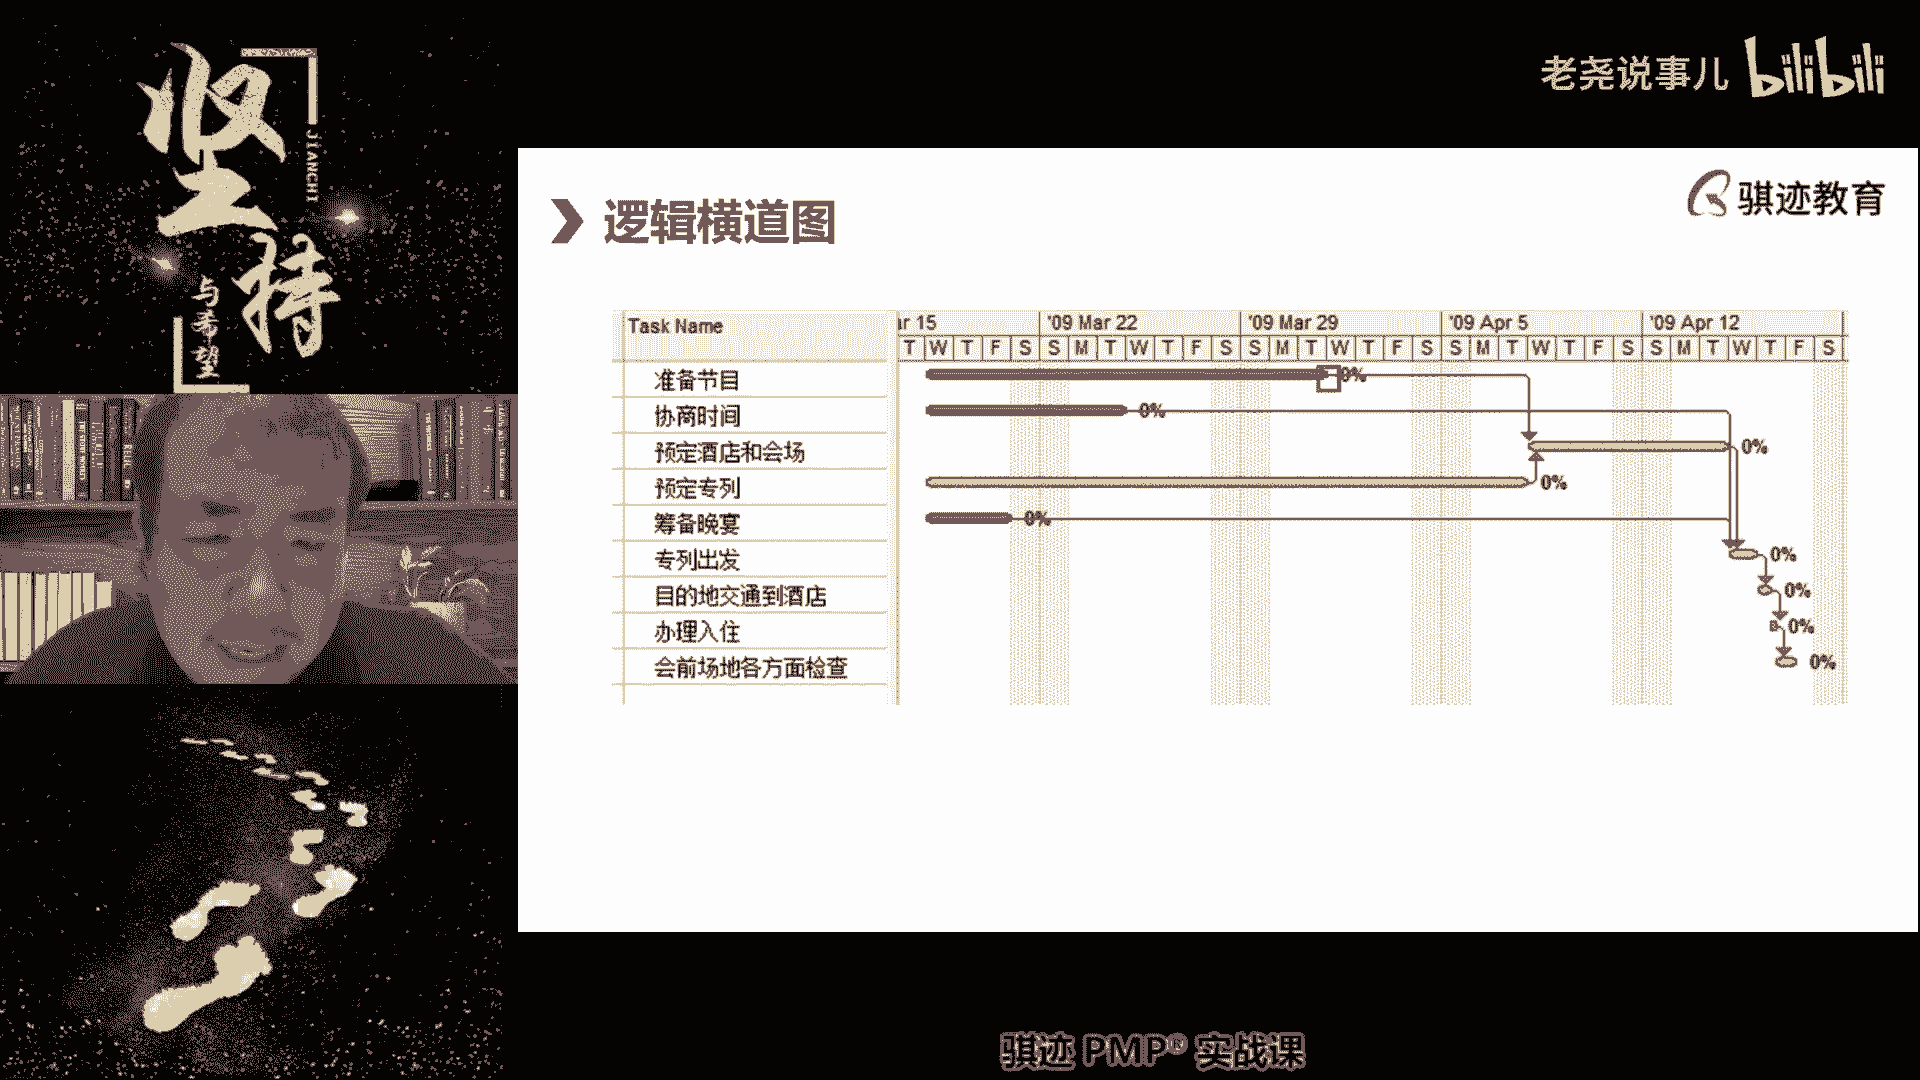 坚持
JIANCHI
与希望
老尧说事儿 bilibili
骐迹教育
逻辑横道图
Task Name
ar 15 '09 Mar 22 '09 Mar 29 '09 Apr 5 '09 Apr 12
T W T F S S M T W T F S S M T W T F S S M T W T F S S M T W T F S
准备节目 0%
协商时间 0%
预定酒店和会场 0%
预定专列 0%
筹备晚宴 0%
专列出发 0%
目的地交通到酒店 0%
办理入住 0%
会前场地各方面检查 0%
骐迹 PMP® 实战课